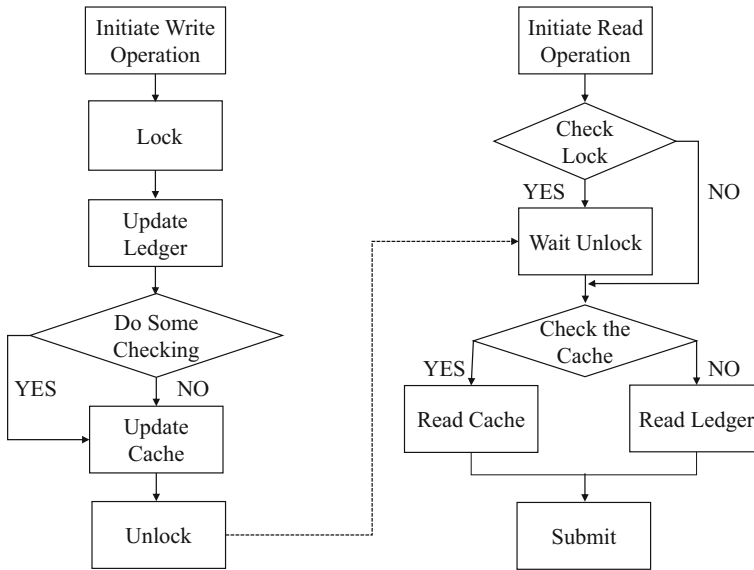 Initiate Write
Operation
Lock
Update
Ledger
Do Some
Checking
YES
NO
Update
Cache
Unlock
Initiate Read
Operation
Check
Lock
YES
NO
Wait Unlock
Check the
Cache
YES
NO
Read Cache
Read Ledger
Submit